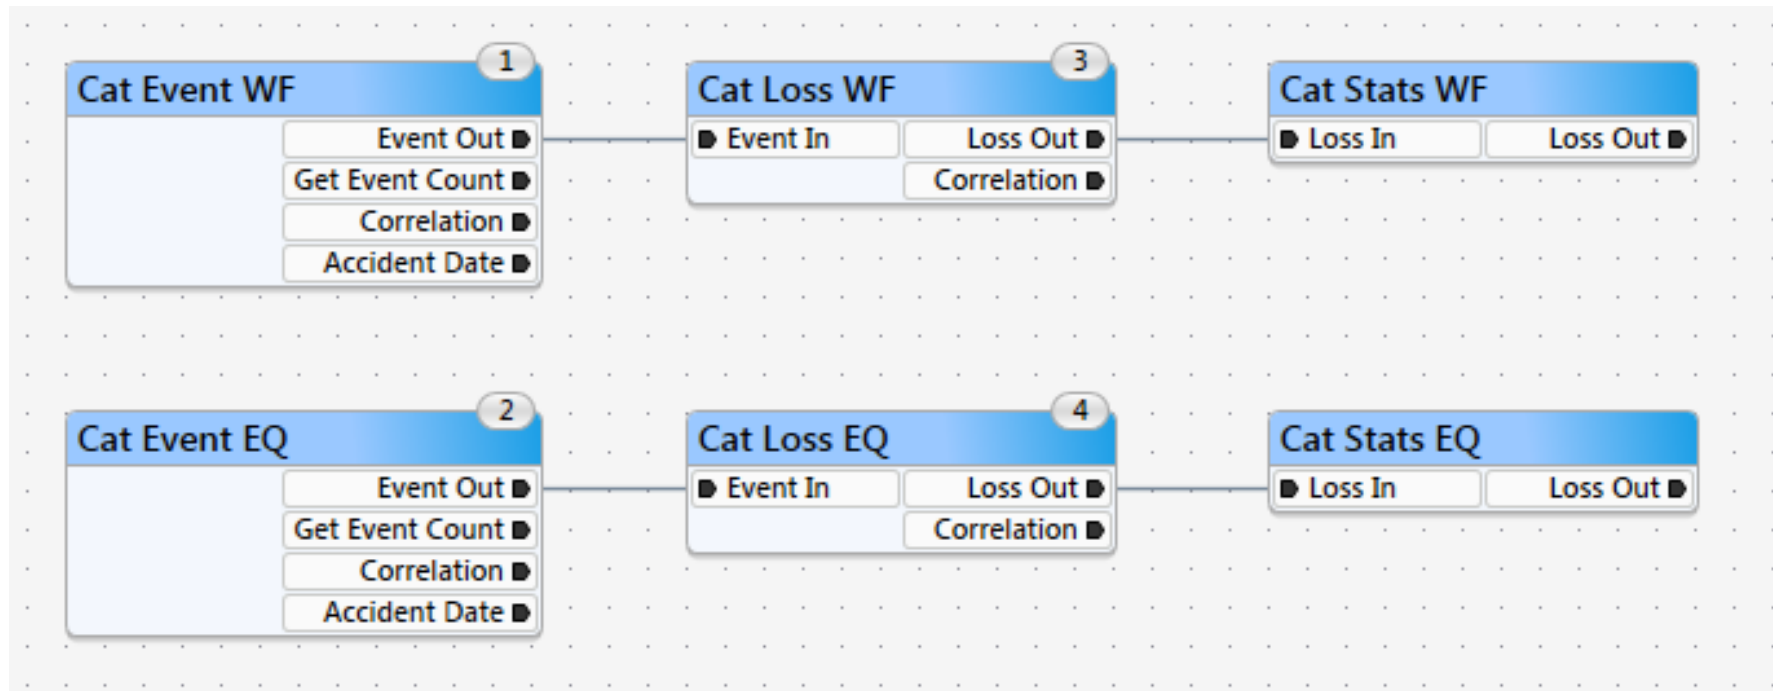 1
3
Cat Event WF
Cat Loss WF
Cat Stats WF
Event Out
Event In
Loss Out
Loss In
Loss Out
Get Event Count
Correlation
Correlation
Accident Date
2
4
Cat Event EQ
Cat Loss EQ
Cat Stats EQ
Event Out
Event In
Loss Out
Loss In
Loss Out
Get Event Count
Correlation
Correlation
Accident Date